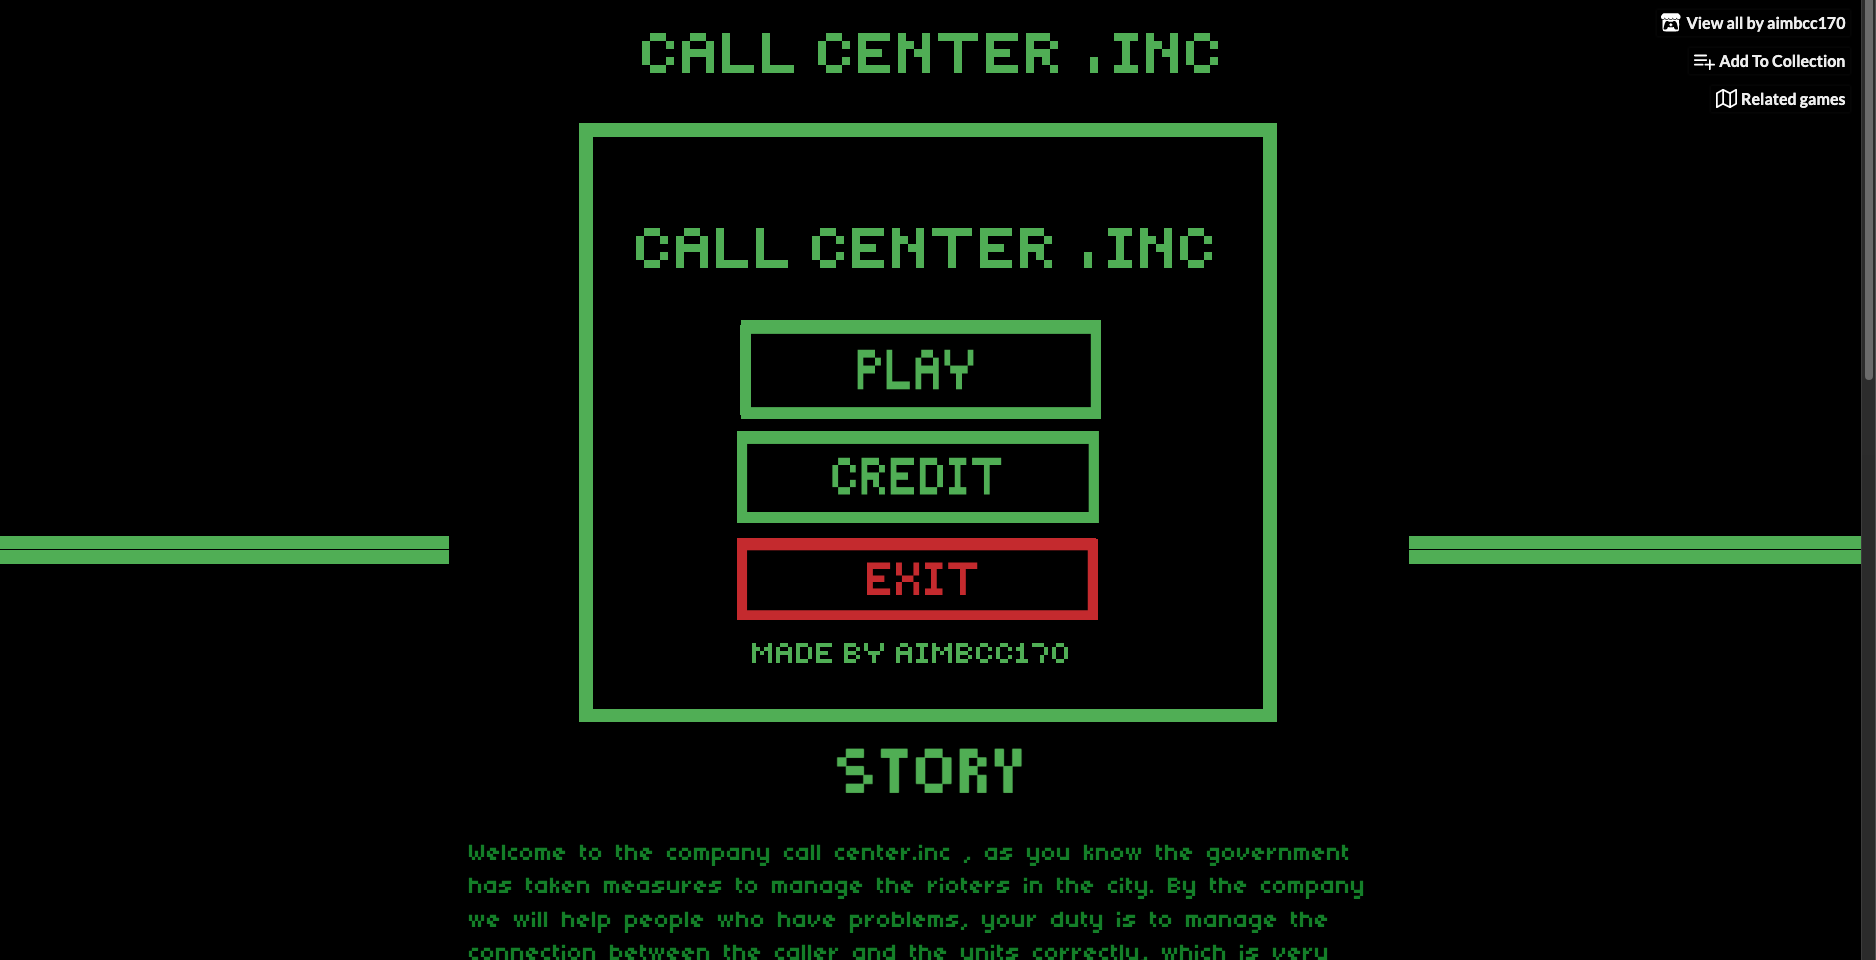 CALL CENTER .INC
View all by aimbcc170
Add To Collection
Related games
CALL CENTER .INC
PLAY
CREDIT
EXIT
MADE BY AIMBCC170
STORY
Welcome to the company call center.inc , as you know the government
has taken measures to manage the rioters in the city. By the company
we will help people who have problems, your duty is to manage the
connection between the caller and the units correctly, which is very